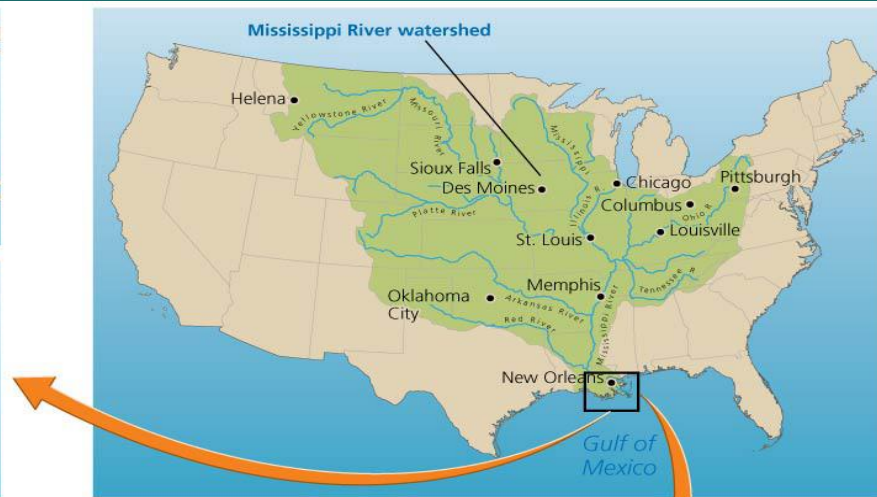 Mississippi River watershed
Helena
Yellowstone River
Missouri River
Mississippi
Sioux Falls
Des Moines
Chicago
Pittsburgh
Columbus
Illinois R.
Ohio R.
Platte River
St. Louis
Louisville
Memphis
Tennessee R.
Oklahoma
City
Arkansas River
Red River
Mississippi River
New Orleans
Gulf of
Mexico